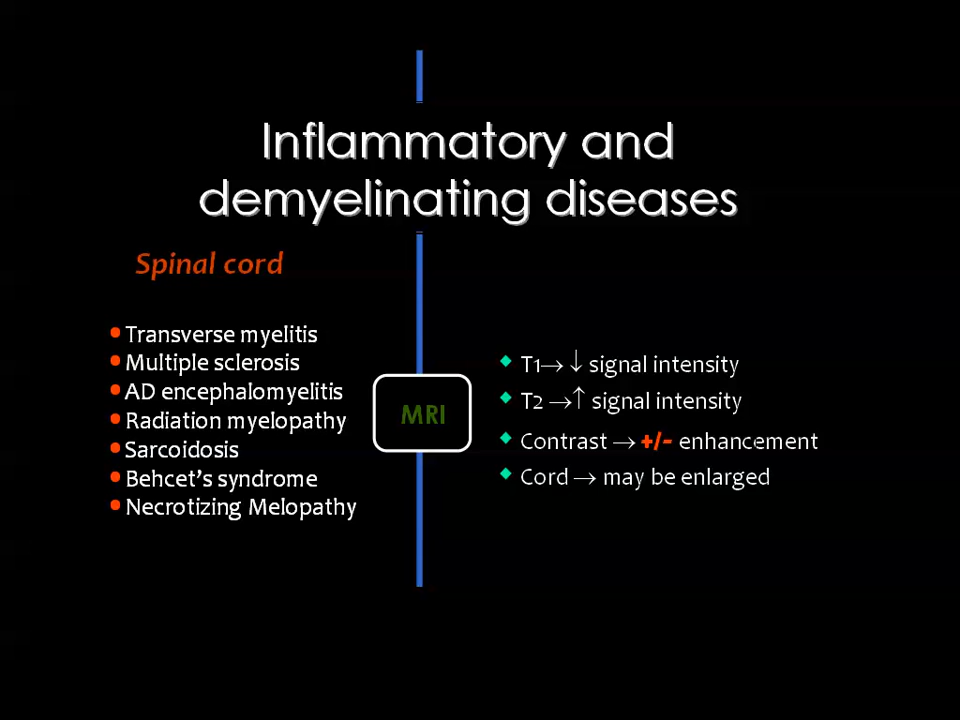 Inflammatory and
demyelinating diseases
Spinal cord
•Transverse myelitis
•Multiple sclerosis
•AD encephalomyelitis
•Radiation myelopathy
•Sarcoidosis
•Behcet's syndrome
•Necrotizing Melopathy
MRI
◆ T1→ ↓ signal intensity
◆ T2 →↑ signal intensity
◆ Contrast → +/- enhancement
◆ Cord → may be enlarged